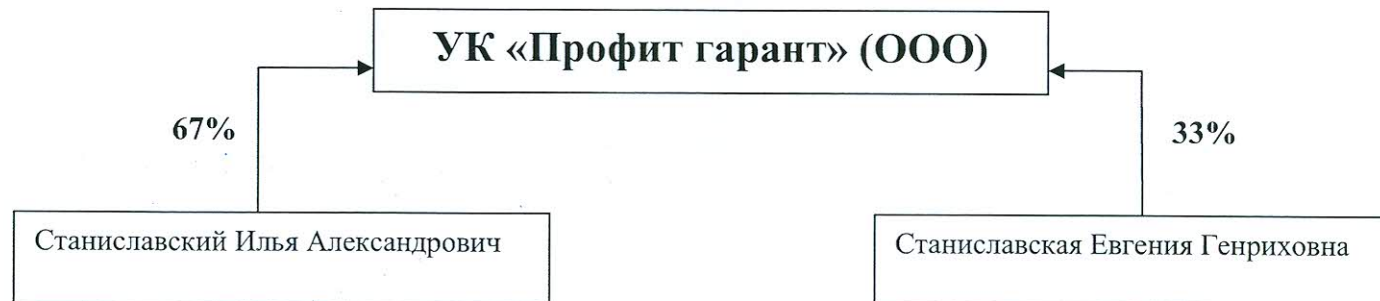 УК «Профит гарант» (ООО)
67%
33%
Станиславский Илья Александрович
Станиславская Евгения Генриховна